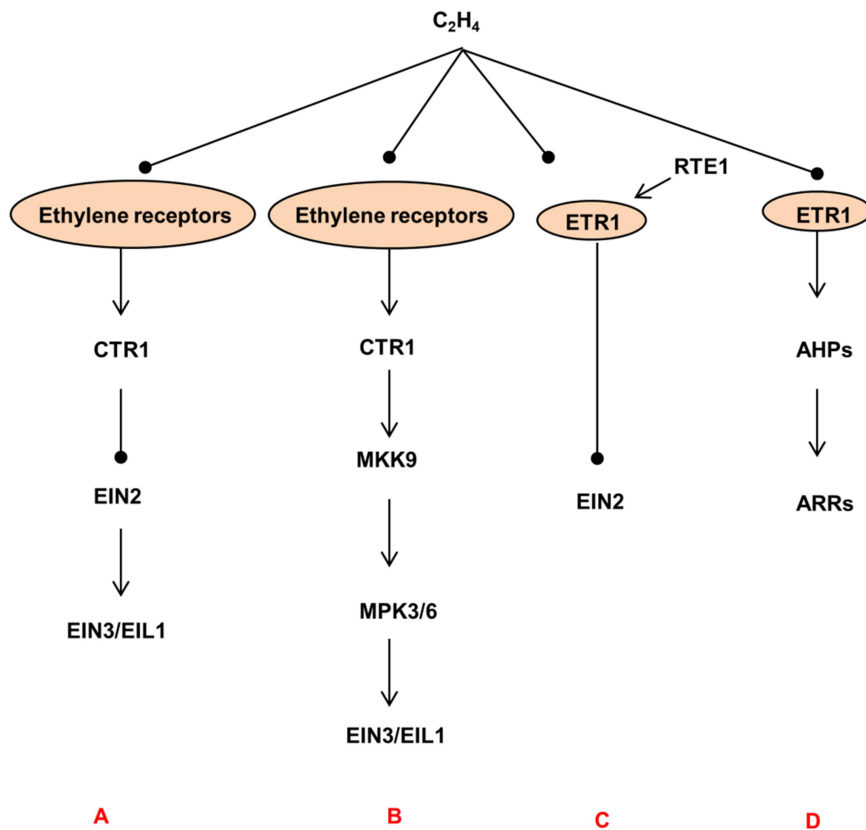 C₂H₄
RTE1
Ethylene receptors
Ethylene receptors
ETR1
ETR1
CTR1
CTR1
AHPs
MKK9
EIN2
EIN2
ARRs
MPK3/6
EIN3/EIL1
EIN3/EIL1
A
B
C
D